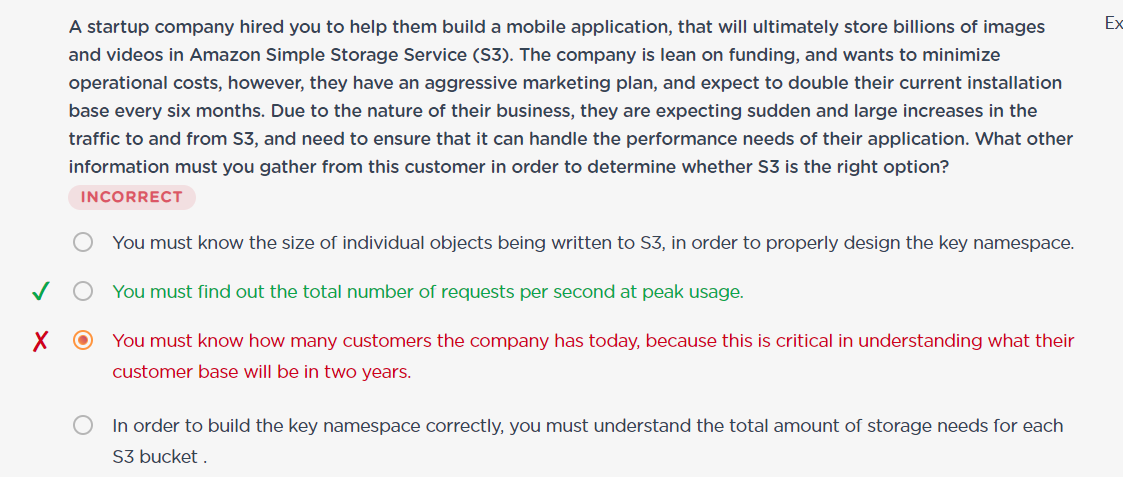 A startup company hired you to help them build a mobile application, that will ultimately store billions of images
and videos in Amazon Simple Storage Service (S3). The company is lean on funding, and wants to minimize
operational costs, however, they have an aggressive marketing plan, and expect to double their current installation
base every six months. Due to the nature of their business, they are expecting sudden and large increases in the
traffic to and from S3, and need to ensure that it can handle the performance needs of their application. What other
information must you gather from this customer in order to determine whether S3 is the right option?
INCORRECT
You must know the size of individual objects being written to S3, in order to properly design the key namespace.
You must find out the total number of requests per second at peak usage.
You must know how many customers the company has today, because this is critical in understanding what their
customer base will be in two years.
In order to build the key namespace correctly, you must understand the total amount of storage needs for each
S3 bucket .